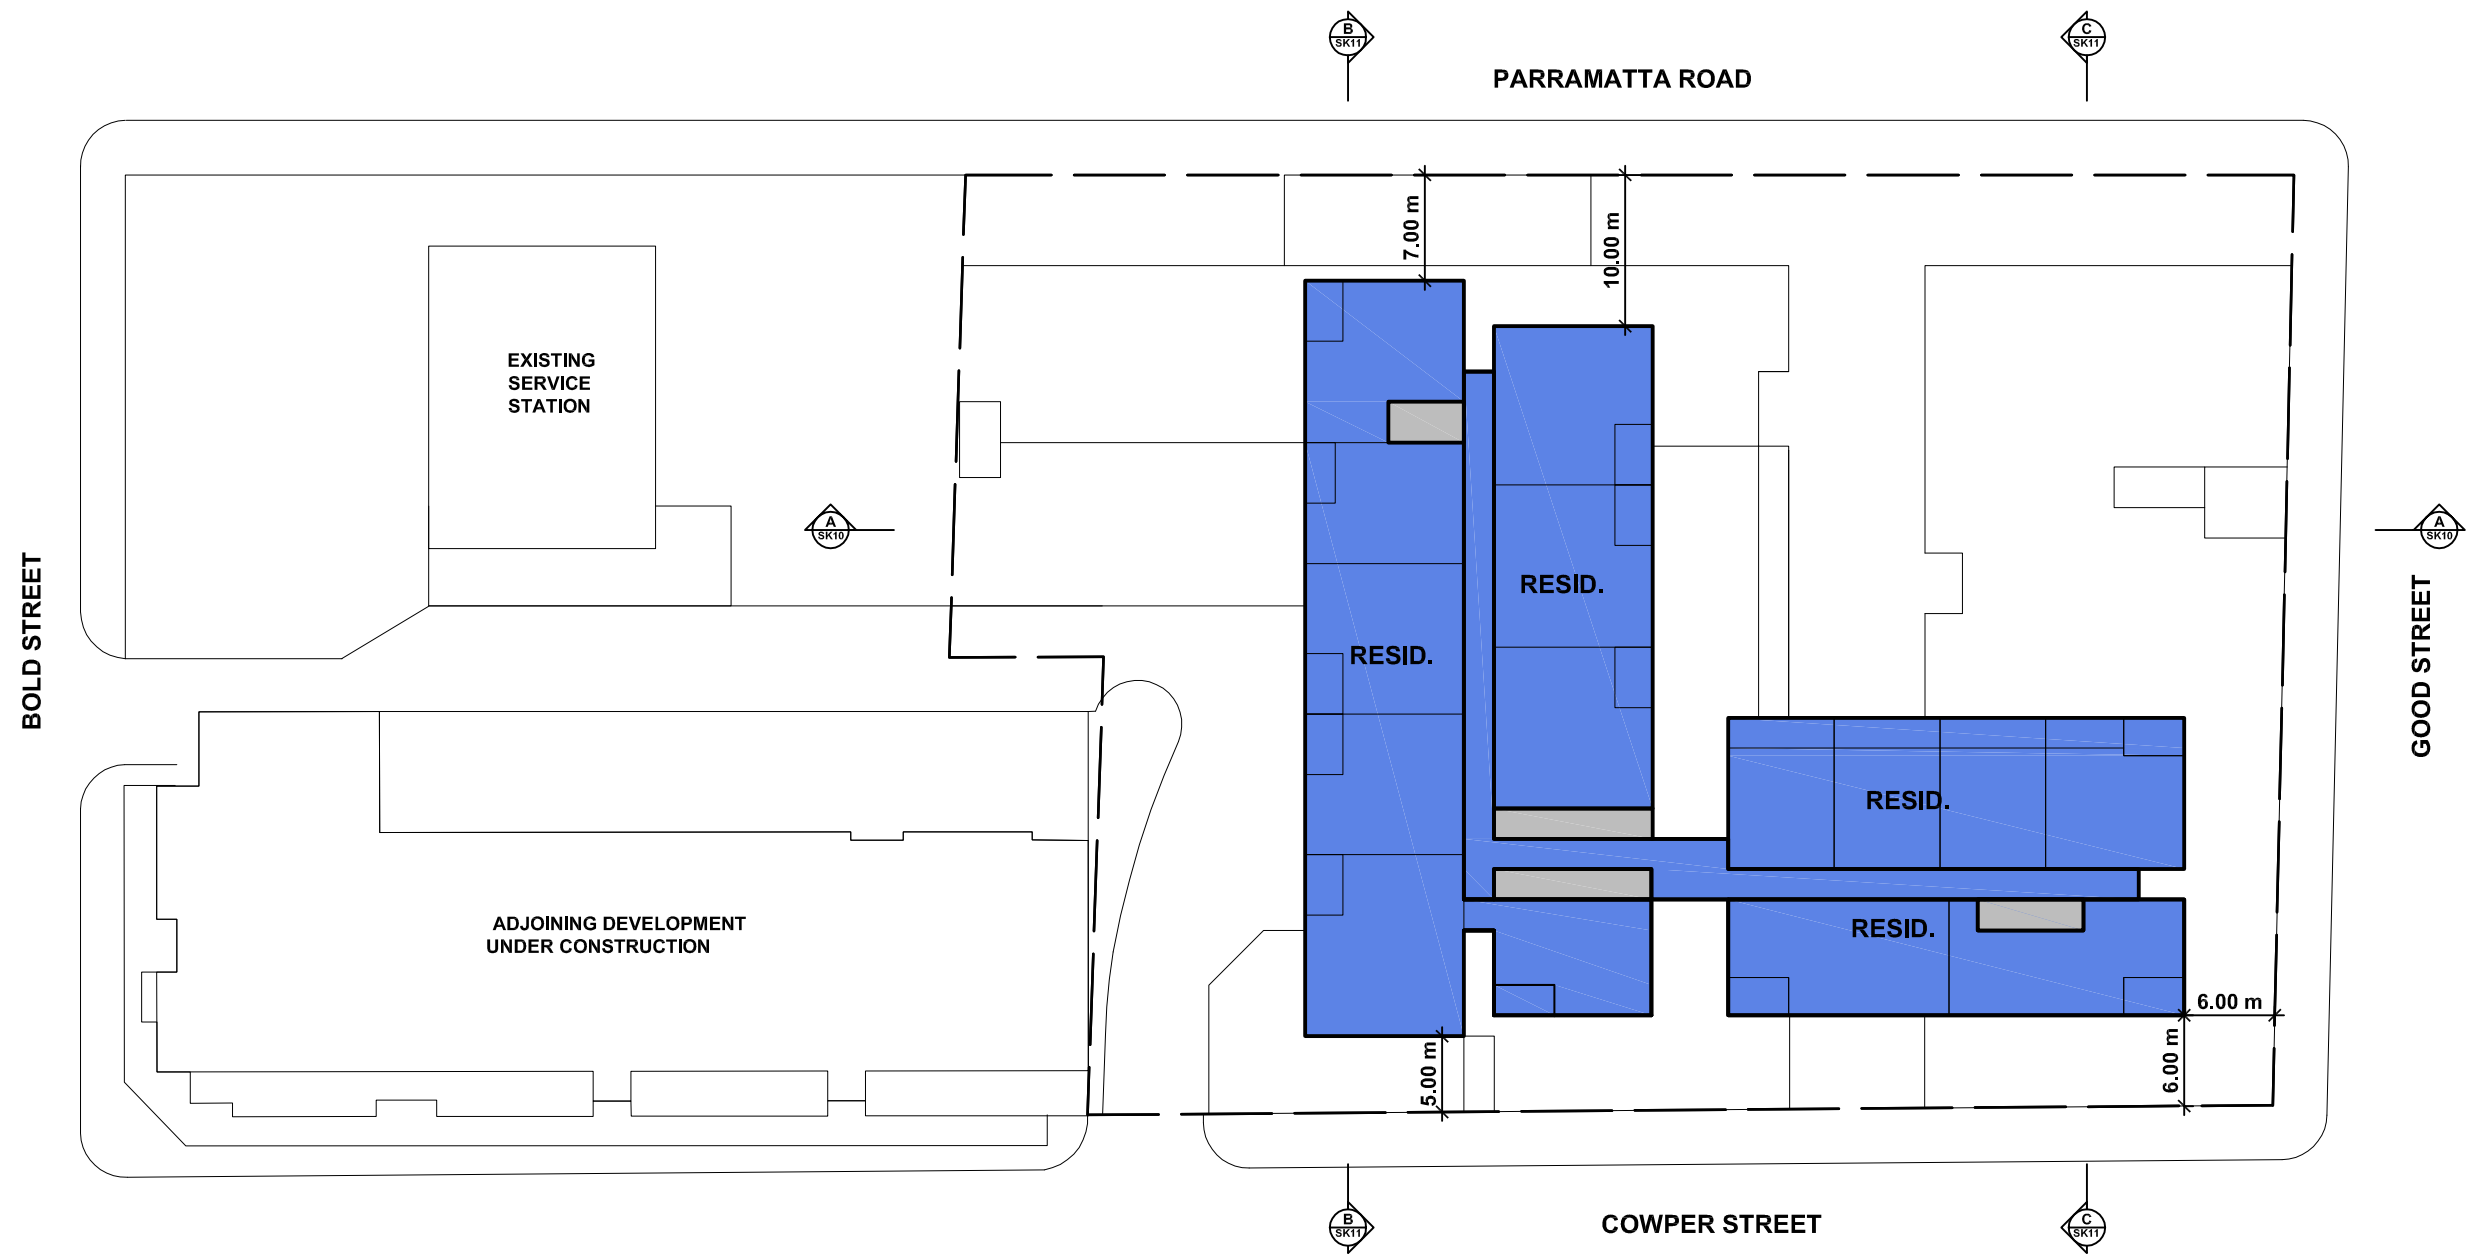 B
SK11
C
SK11
PARRAMATTA ROAD
7.00 m
10.00 m
EXISTING
SERVICE
STATION
A
SK10
A
SK10
BOLD STREET
GOOD STREET
RESID.
RESID.
RESID.
RESID.
ADJOINING DEVELOPMENT
UNDER CONSTRUCTION
6.00 m
5.00 m
6.00 m
B
SK11
COWPER STREET
C
SK11